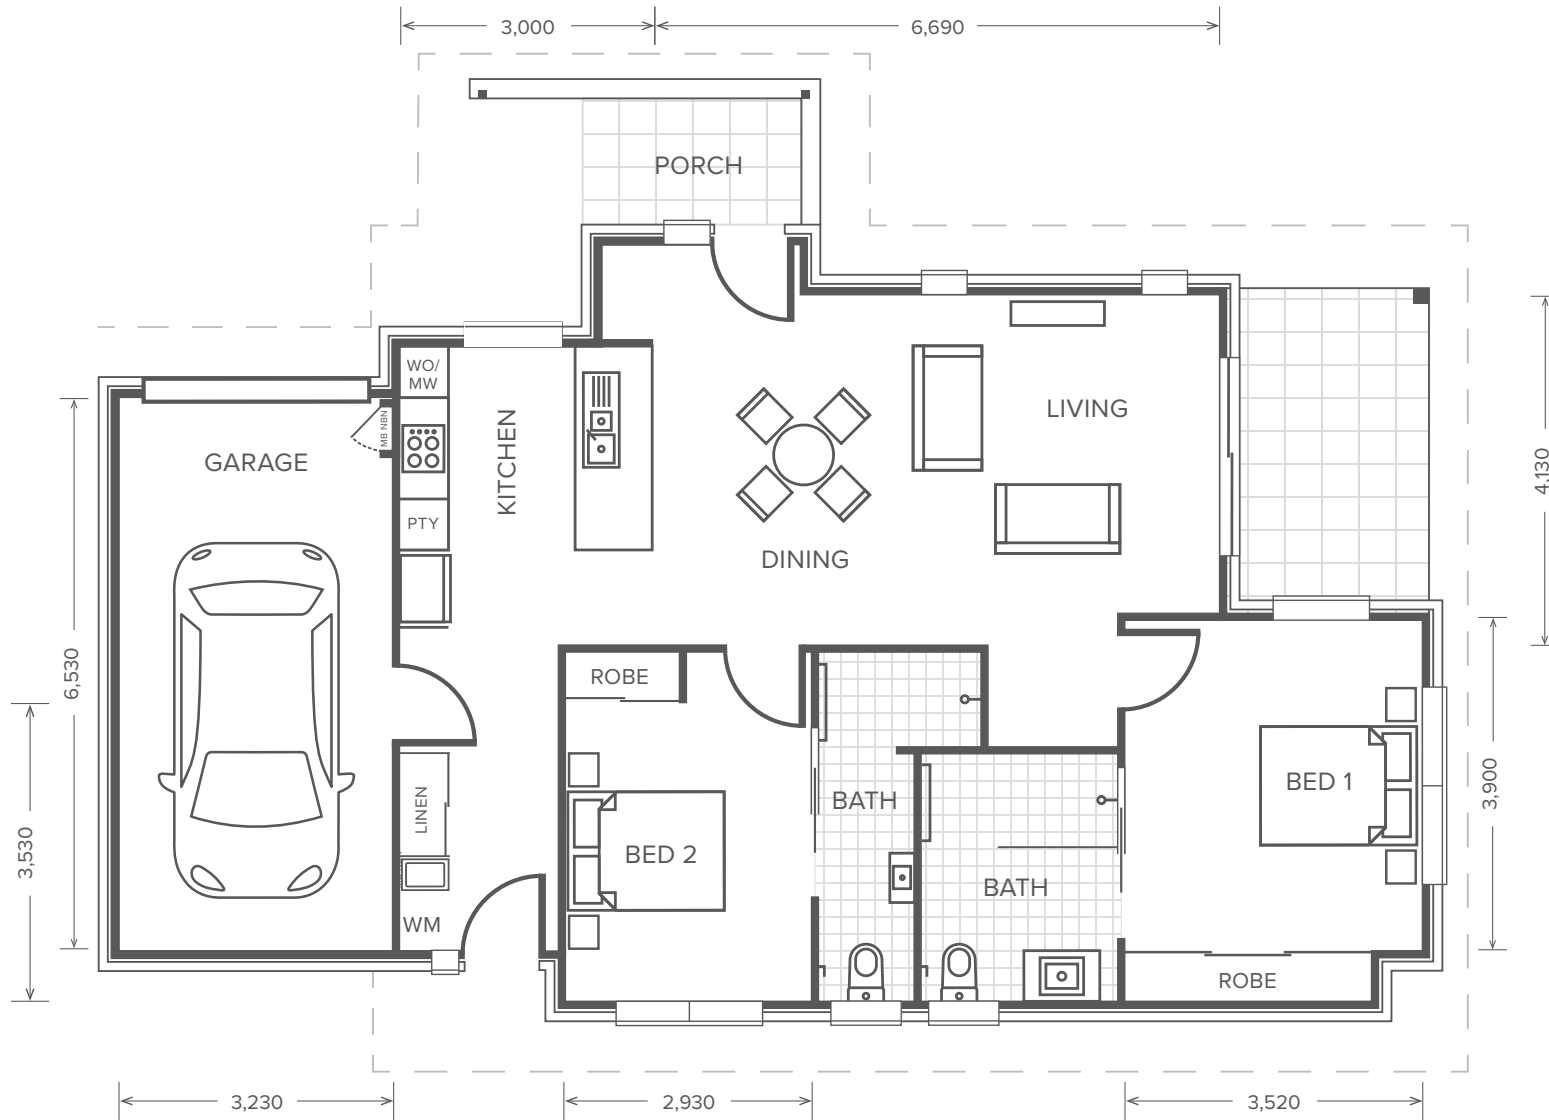 3,000
6,690
PORCH
WO/
MW
MB NBN
KITCHEN
LIVING
GARAGE
4.130
PTY
DINING
6,530
ROBE
3,530
LINEN
BATH
BED 1
3,900
BED 2
BATH
WM
ROBE
3,230
2,930
3,520